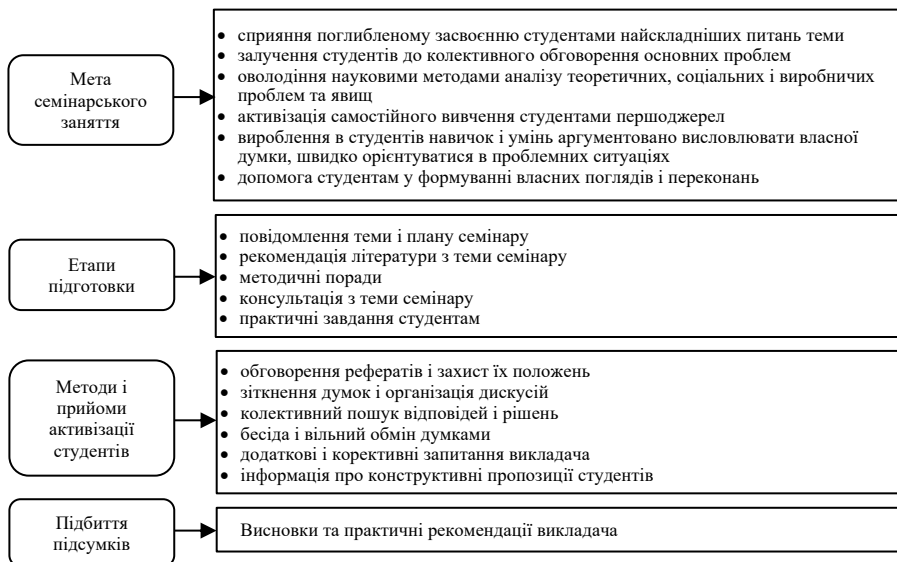 Мета
семінарського
заняття
• сприяння поглибленому засвоєнню студентами найскладніших питань теми
• залучення студентів до колективного обговорення основних проблем
• оволодіння науковими методами аналізу теоретичних, соціальних і виробничих
проблем та явищ
• активізація самостійного вивчення студентами першоджерел
• вироблення в студентів навичок і умінь аргументовано висловлювати власної
думки, швидко орієнтуватися в проблемних ситуаціях
• допомога студентам у формуванні власних поглядів і переконань
Етапи
підготовки
• повідомлення теми і плану семінару
• рекомендація літератури з теми семінару
• методичні поради
• консультація з теми семінару
• практичні завдання студентам
Методи і
прийоми
активізації
студентів
• обговорення рефератів і захист їх положень
• зіткнення думок і організація дискусій
• колективний пошук відповідей і рішень
• бесіда і вільний обмін думками
• додаткові і корективні запитання викладача
• інформація про конструктивні пропозиції студентів
Підбиття
підсумків
Висновки та практичні рекомендації викладача